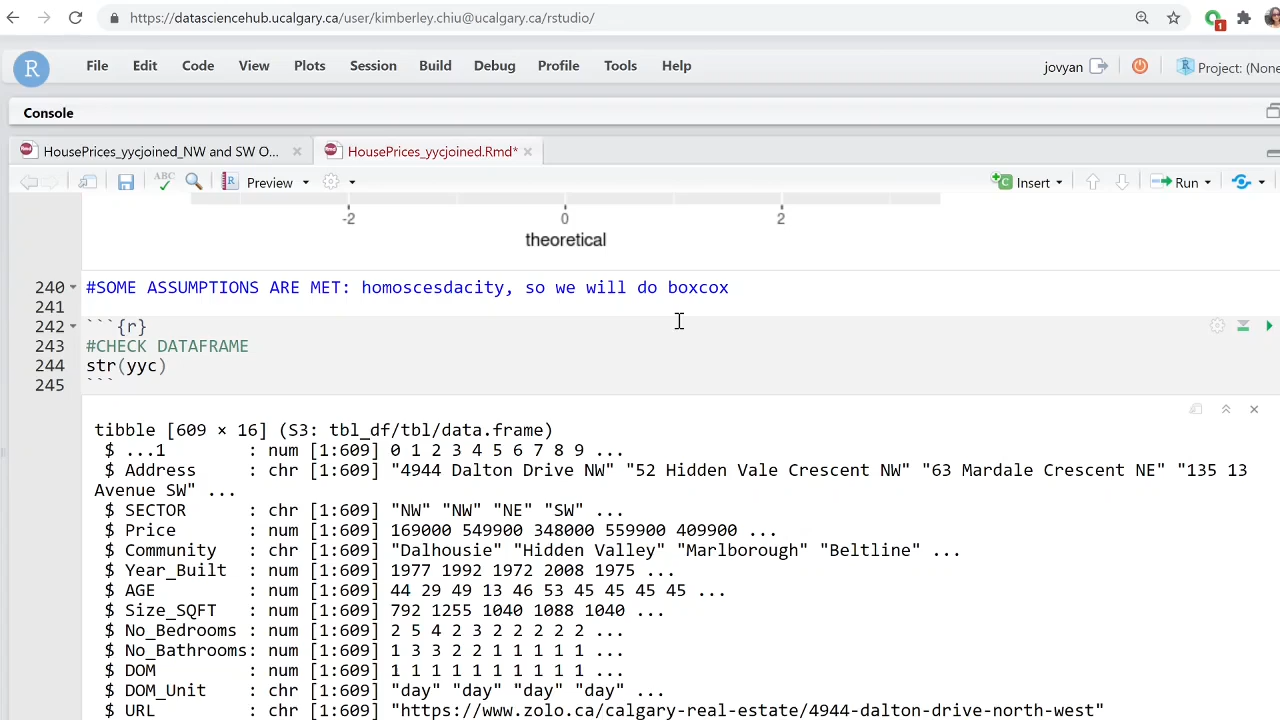 https://datasciencehub.ucalgary.ca/user/kimberley.chiu@ucalgary.ca/rstudio/
1
R File Edit Code View Plots Session Build Debug Profile Tools Help jovyan R Project: (None
Console
HousePrices_yycjoined_NW and SW O... HousePrices_yycjoined.Rmd*
ABC R Preview Insert Run
-2 0 2
theoretical
240 #SOME ASSUMPTIONS ARE MET: homoscesdacity, so we will do boxcox
241
242 ```{r}
243 #CHECK DATAFRAME
244 str(yyc)
245 ```
tibble [609 × 16] (S3: tbl_df/tbl/data.frame)
$ ...1 : num [1:609] 0 1 2 3 4 5 6 7 8 9 ...
$ Address : chr [1:609] "4944 Dalton Drive NW" "52 Hidden Vale Crescent NW" "63 Mardale Crescent NE" "135 13
Avenue SW" ...
$ SECTOR : chr [1:609] "NW" "NW" "NE" "SW" ...
$ Price : num [1:609] 169000 549900 348000 559900 409900 ...
$ Community : chr [1:609] "Dalhousie" "Hidden Valley" "Marlborough" "Beltline" ...
$ Year_Built : num [1:609] 1977 1992 1972 2008 1975 ...
$ AGE : num [1:609] 44 29 49 13 46 53 45 45 45 45 ...
$ Size_SQFT : num [1:609] 792 1255 1040 1088 1040 ...
$ No_Bedrooms : num [1:609] 2 5 4 2 3 2 2 2 2 2 ...
$ No_Bathrooms: num [1:609] 1 3 3 2 2 1 1 1 1 1 ...
$ DOM : num [1:609] 1 1 1 1 1 1 1 1 1 1 ...
$ DOM_Unit : chr [1:609] "day" "day" "day" "day" ...
$ URL : chr [1:609] "https://www.zolo.ca/calgary-real-estate/4944-dalton-drive-north-west"